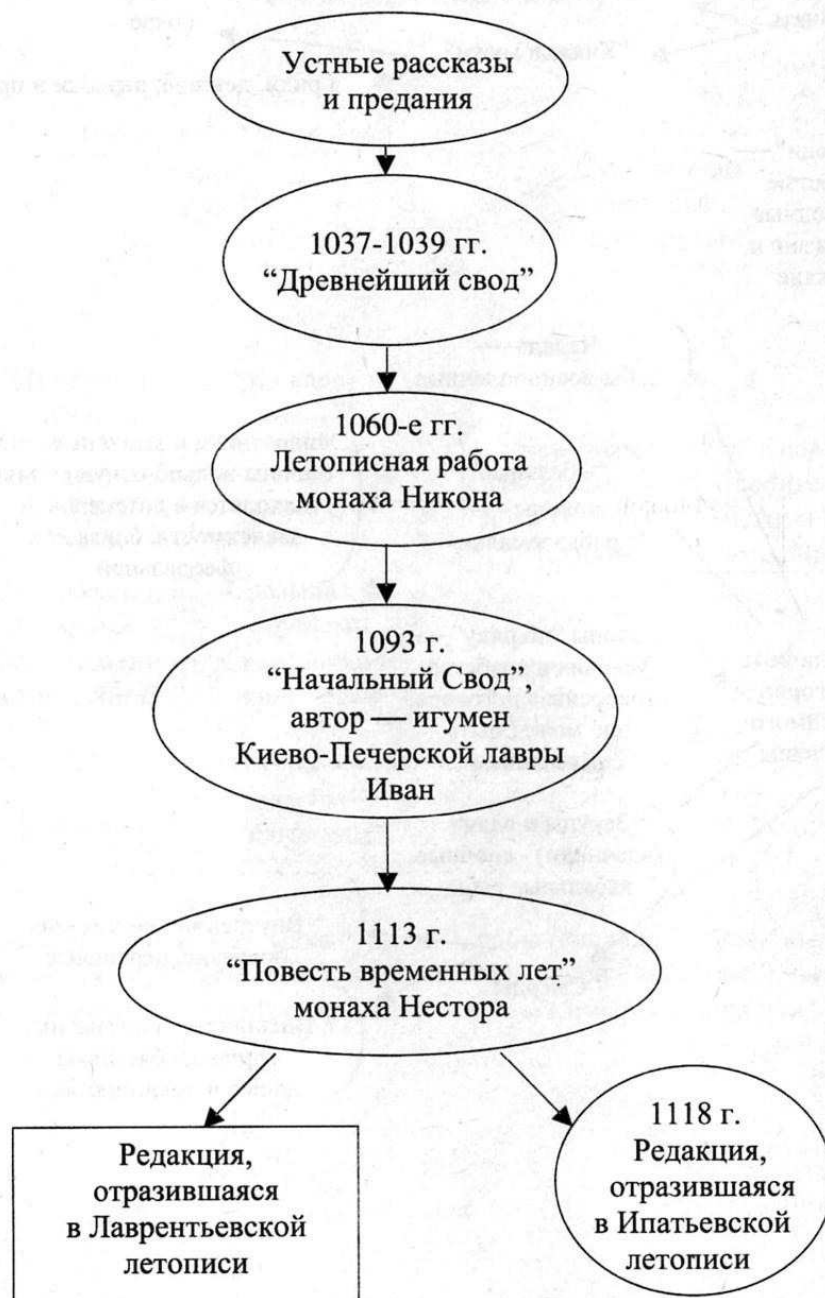 Устные рассказы
и предания
1037-1039 гг.
“Древнейший свод”
1060-е гг.
Летописная работа
монаха Никона
1093 г.
“Начальный Свод”,
автор — игумен
Киево-Печерской лавры
Иван
1113 г.
“Повесть временных лет”
монаха Нестора
Редакция,
отразившаяся
в Лаврентьевской
летописи
1118 г.
Редакция,
отразившаяся
в Ипатьевской
летописи